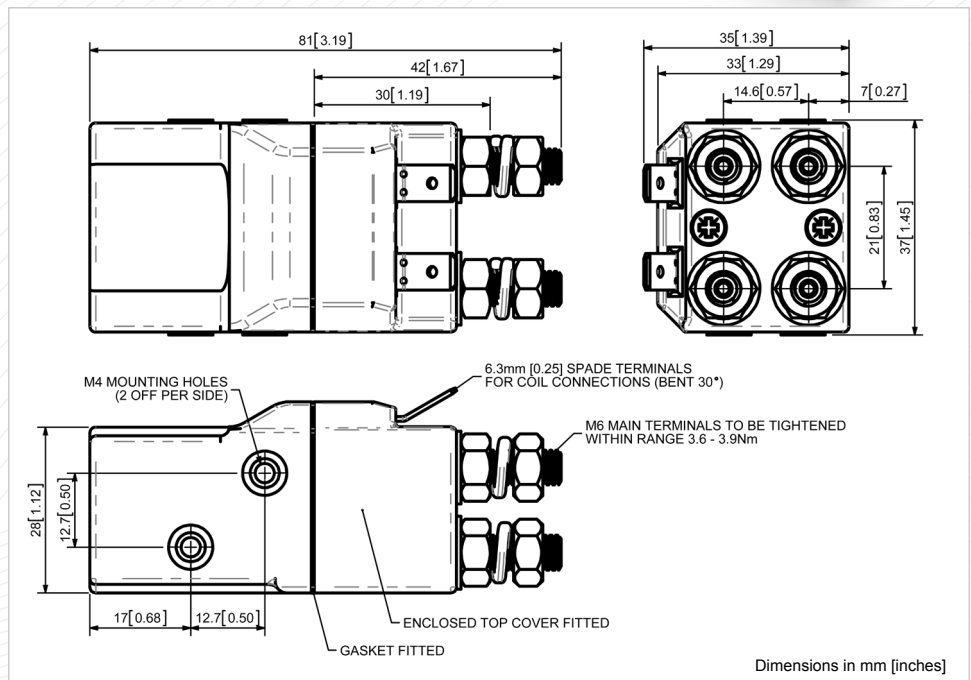 81[3.19]
42[1.67]
30[1.19]
35[1.39]
33[1.29]
14.6[0.57]
7[0.27]
21[0.83]
37[1.45]
M4 MOUNTING HOLES
(2 OFF PER SIDE)
6.3mm [0.25] SPADE TERMINALS
FOR COIL CONNECTIONS (BENT 30°)
M6 MAIN TERMINALS TO BE TIGHTENED
WITHIN RANGE 3.6 - 3.9Nm
28[1.12]
12.7[0.50]
17[0.68]
12.7[0.50]
ENCLOSED TOP COVER FITTED
GASKET FITTED
Dimensions in mm [inches]